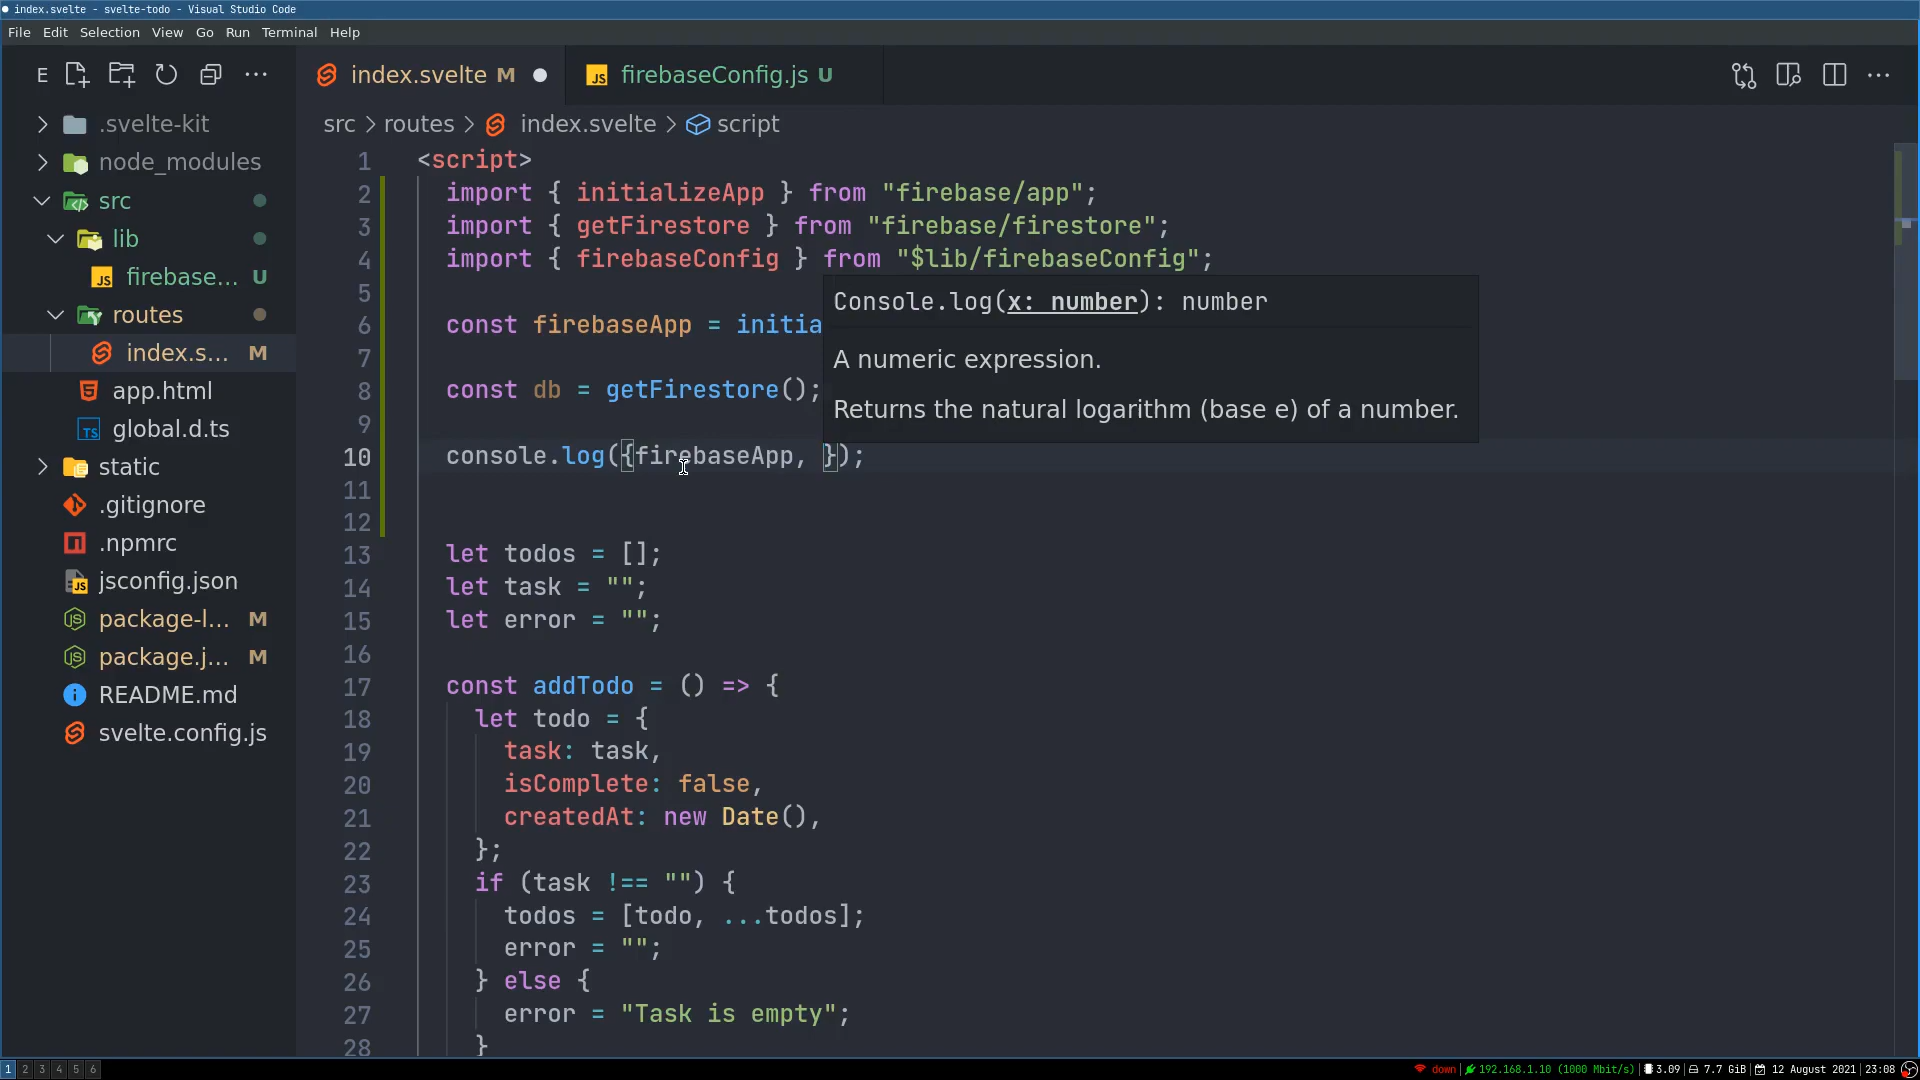 index.svelte - svelte-todo - Visual Studio Code
File Edit Selection View Go Run Terminal Help
E
index.svelte M
firebaseConfig.js U
src > routes > index.svelte > script
.svelte-kit
node_modules
src
lib
firebase... U
routes
index.s... M
app.html
global.d.ts
static
.gitignore
.npmrc
jsconfig.json
package-l... M
package.j... M
README.md
svelte.config.js
1 <script>
2 import { initializeApp } from "firebase/app";
3 import { getFirestore } from "firebase/firestore";
4 import { firebaseConfig } from "$lib/firebaseConfig";
5
6 const firebaseApp = initia
7
8 const db = getFirestore();
9
10 console.log({firebaseApp, });
11
12
13 let todos = [];
14 let task = "";
15 let error = "";
16
17 const addTodo = () => {
18 let todo = {
19 task: task,
20 isComplete: false,
21 createdAt: new Date(),
22 };
23 if (task !== "") {
24 todos = [todo, ...todos];
25 error = "";
26 } else {
27 error = "Task is empty";
28 }
Console.log(x: number): number
A numeric expression.
Returns the natural logarithm (base e) of a number.
1 2 3 4 5 6
down 192.168.1.10 (1000 Mbit/s) 3.09 7.7 GiB 12 August 2021 23:08